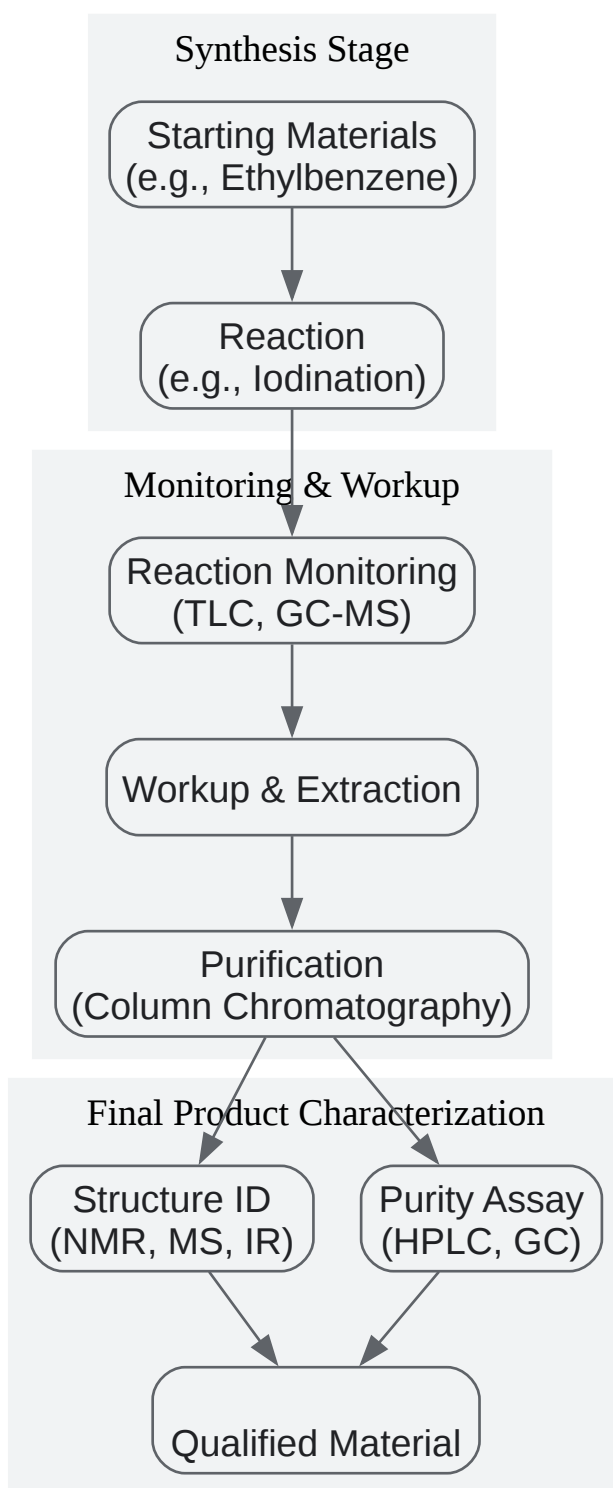 Synthesis Stage
Starting Materials
(e.g., Ethylbenzene)
Reaction
(e.g., Iodination)
Monitoring & Workup
Reaction Monitoring
(TLC, GC-MS)
Workup & Extraction
Purification
(Column Chromatography)
Final Product Characterization
Structure ID
(NMR, MS, IR)
Purity Assay
(HPLC, GC)
Qualified Material